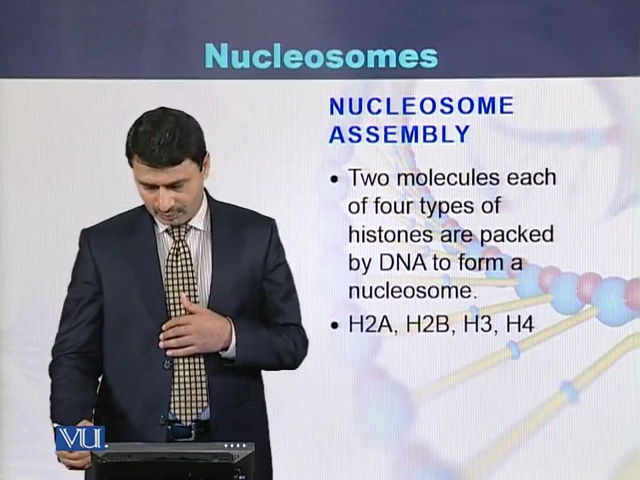 Nucleosomes
NUCLEOSOME
ASSEMBLY
• Two molecules each
of four types of
histones are packed
by DNA to form a
nucleosome.
• H2A, H2B, H3, H4
VU.